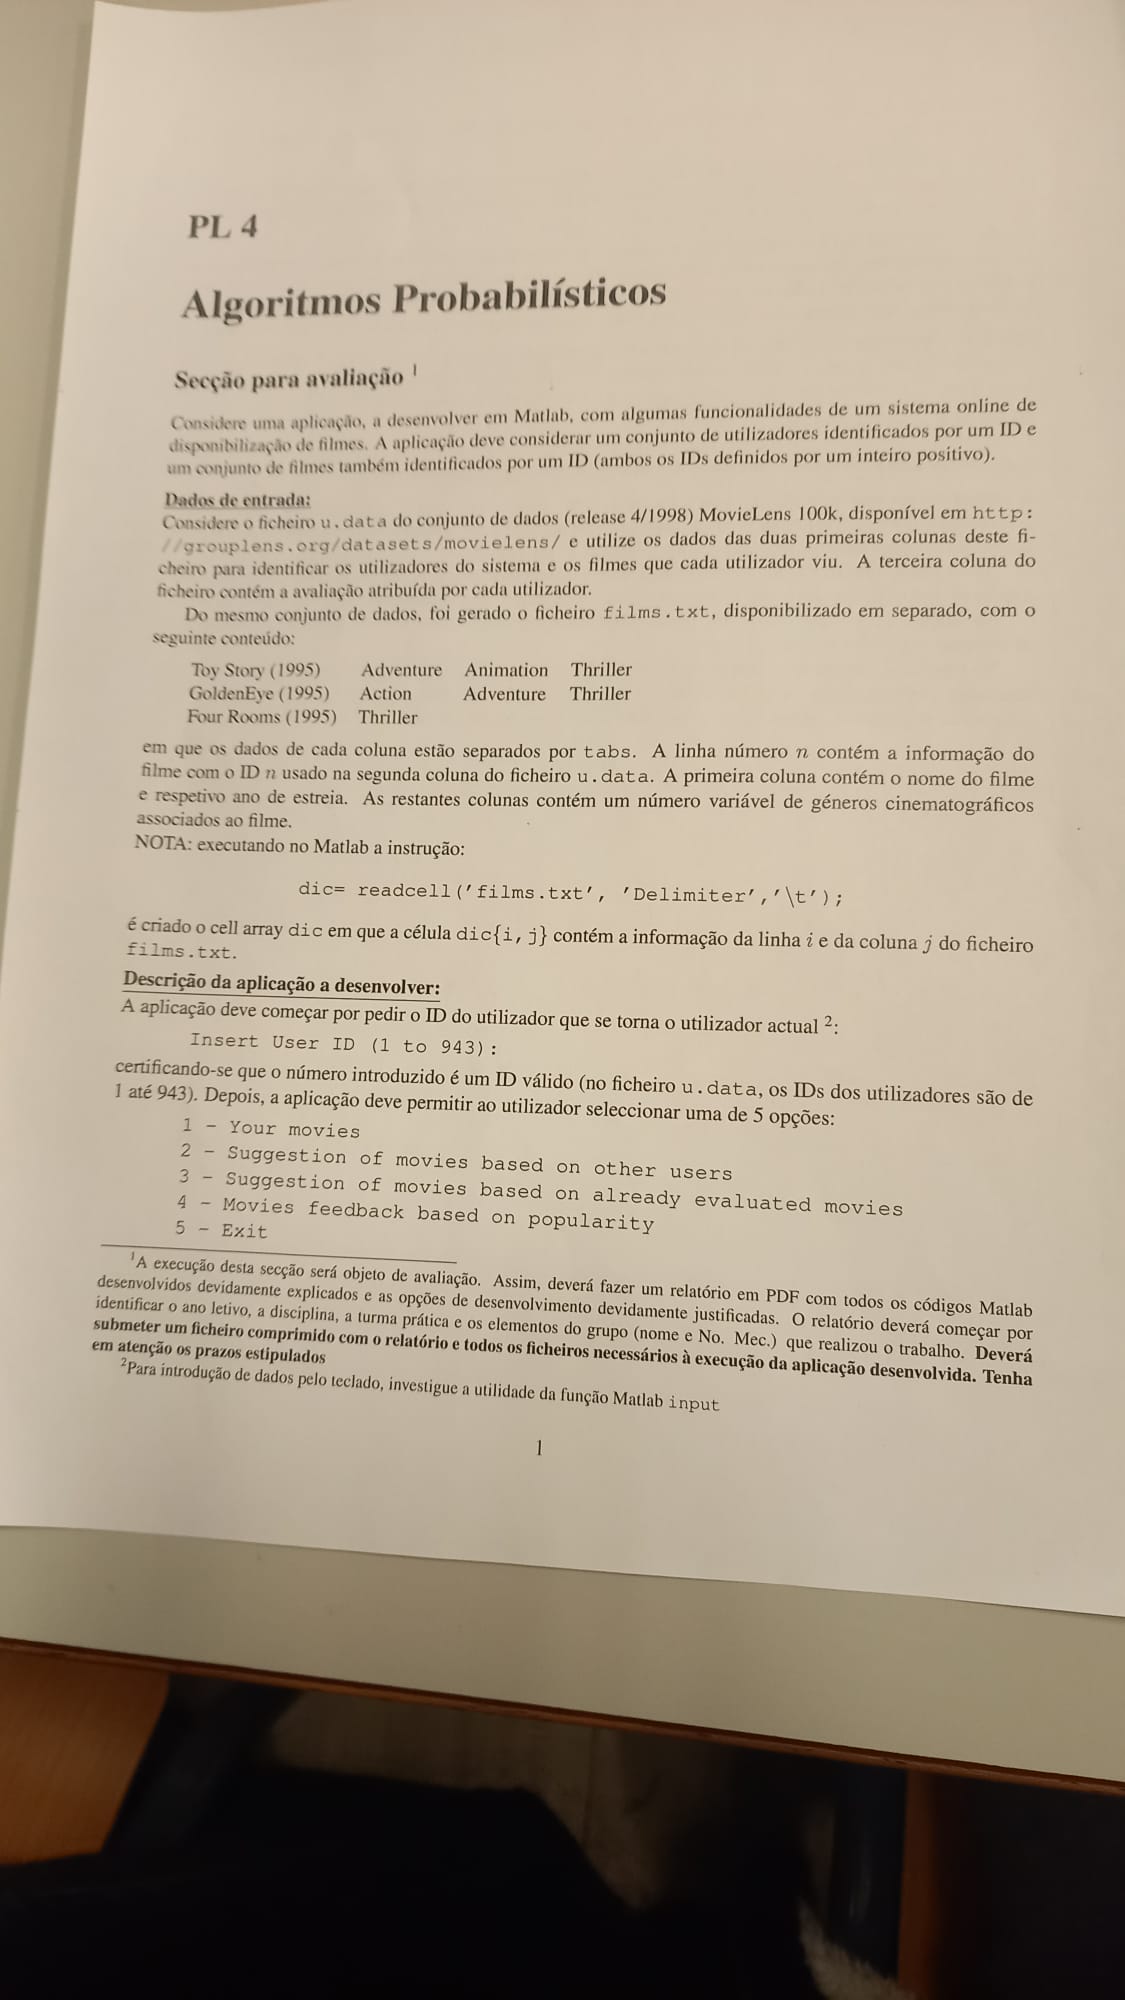 PL 4
Algoritmos Probabilísticos
Secção para avaliação 1
Considere uma aplicação, a desenvolver em Matlab, com algumas funcionalidades de um sistema online de
disponibilização de filmes. A aplicação deve considerar um conjunto de utilizadores identificados por um ID e
um conjunto de filmes também identificados por um ID (ambos os IDs definidos por um inteiro positivo).
Dados de entrada:
Considere o ficheiro u.data do conjunto de dados (release 4/1998) MovieLens 100k, disponível em http:
//grouplens.org/datasets/movielens/ e utilize os dados das duas primeiras colunas deste fi-
cheiro para identificar os utilizadores do sistema e os filmes que cada utilizador viu. A terceira coluna do
ficheiro contém a avaliação atribuída por cada utilizador.
Do mesmo conjunto de dados, foi gerado o ficheiro films.txt, disponibilizado em separado, com o
seguinte conteúdo:
Toy Story (1995) Adventure Animation Thriller
GoldenEye (1995) Action Adventure Thriller
Four Rooms (1995) Thriller
em que os dados de cada coluna estão separados por tabs. A linha número n contém a informação do
filme com o ID n usado na segunda coluna do ficheiro u.data. A primeira coluna contém o nome do filme
e respetivo ano de estreia. As restantes colunas contém um número variável de géneros cinematográficos
associados ao filme.
NOTA: executando no Matlab a instrução:
dic= readcell('films.txt', 'Delimiter','\t');
é criado o cell array dic em que a célula dic{i,j} contém a informação da linha i e da coluna j do ficheiro
films.txt.
Descrição da aplicação a desenvolver:
A aplicação deve começar por pedir o ID do utilizador que se torna o utilizador actual 2:
Insert User ID (1 to 943):
certificando-se que o número introduzido é um ID válido (no ficheiro u.data, os IDs dos utilizadores são de
1 até 943). Depois, a aplicação deve permitir ao utilizador seleccionar uma de 5 opções:
1 - Your movies
2 - Suggestion of movies based on other users
3 - Suggestion of movies based on already evaluated movies
4 - Movies feedback based on popularity
5 - Exit
1A execução desta secção será objeto de avaliação. Assim, deverá fazer um relatório em PDF com todos os códigos Matlab
desenvolvidos devidamente explicados e as opções de desenvolvimento devidamente justificadas. O relatório deverá começar por
identificar o ano letivo, a disciplina, a turma prática e os elementos do grupo (nome e No. Mec.) que realizou o trabalho. Deverá
submeter um ficheiro comprimido com o relatório e todos os ficheiros necessários à execução da aplicação desenvolvida. Tenha
em atenção os prazos estipulados
2Para introdução de dados pelo teclado, investigue a utilidade da função Matlab input
1